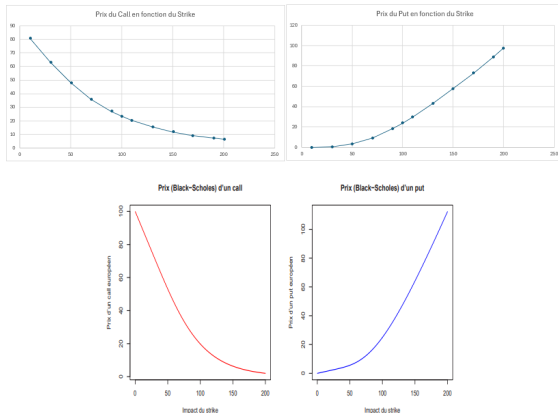 Prix du Call en fonction du Strike
90
80
70
60
50
40
30
20
10
0
0 50 100 150 200 250
Prix du Put en fonction du Strike
120
100
80
60
40
20
0
0 50 100 150 200 250
Prix (Black-Scholes) d'un call
Prix d'un call européen
100
80
60
40
20
0
0 50 100 150 200
Impact du strike
Prix (Black-Scholes) d'un put
Prix d'un put européen
100
80
60
40
20
0
0 50 100 150 200
Impact du strike